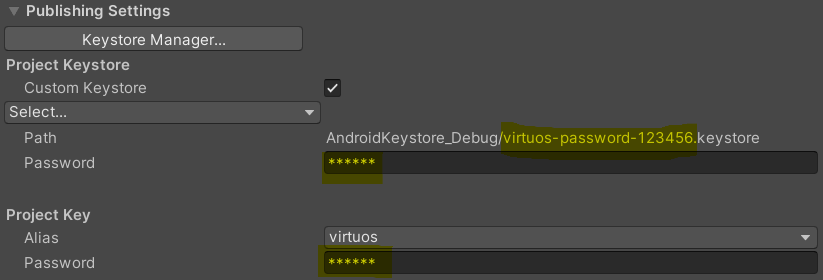 Publishing Settings
Keystore Manager...
Project Keystore
Custom Keystore
Select...
Path AndroidKeystore_Debug/virtuos-password-123456.keystore
Password ******
Project Key
Alias virtuos
Password ******